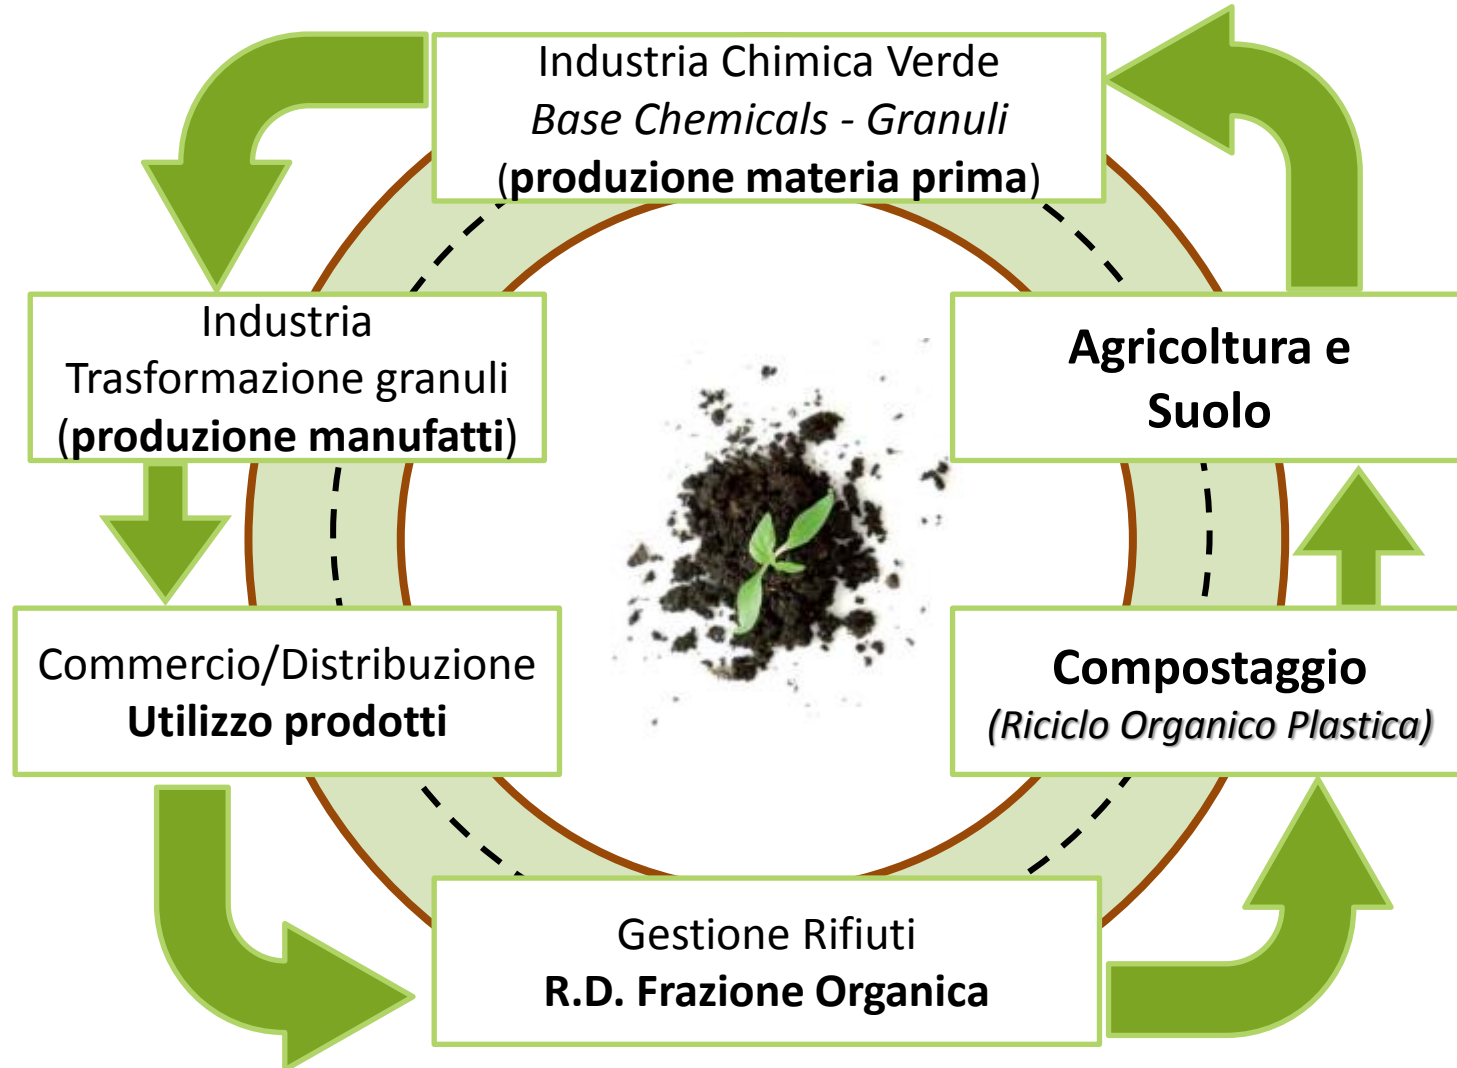 Industria Chimica Verde
Base Chemicals - Granuli
(produzione materia prima)
Industria
Trasformazione granuli
(produzione manufatti)
Agricoltura e
Suolo
Commercio/Distribuzione
Utilizzo prodotti
Compostaggio
(Riciclo Organico Plastica)
Gestione Rifiuti
R.D. Frazione Organica